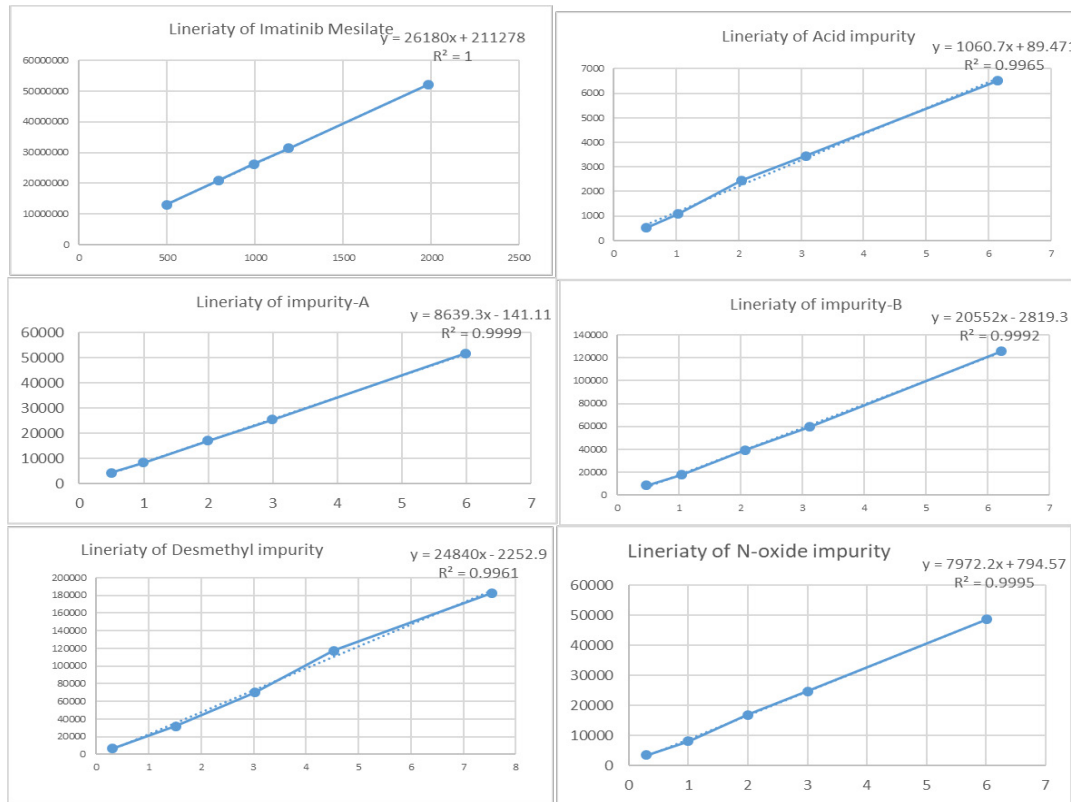 Lineriaty of Imatinib Mesilate
y = 26180x + 211278
R² = 1
60000000
50000000
40000000
30000000
20000000
10000000
0
0 500 1000 1500 2000 2500
Lineriaty of Acid impurity
y = 1060.7x + 89.471
R² = 0.9965
7000
6000
5000
4000
3000
2000
1000
0
0 1 2 3 4 5 6 7
Lineriaty of impurity-A
y = 8639.3x - 141.11
R² = 0.9999
60000
50000
40000
30000
20000
10000
0
0 1 2 3 4 5 6 7
Lineriaty of impurity-B
y = 20552x - 2819.3
R² = 0.9992
140000
120000
100000
80000
60000
40000
20000
0
0 1 2 3 4 5 6 7
Lineriaty of Desmethyl impurity
y = 24840x - 2252.9
R² = 0.9961
200000
180000
160000
140000
120000
100000
80000
60000
40000
20000
0
0 1 2 3 4 5 6 7 8
Lineriaty of N-oxide impurity
y = 7972.2x + 794.57
R² = 0.9995
60000
50000
40000
30000
20000
10000
0
0 1 2 3 4 5 6 7